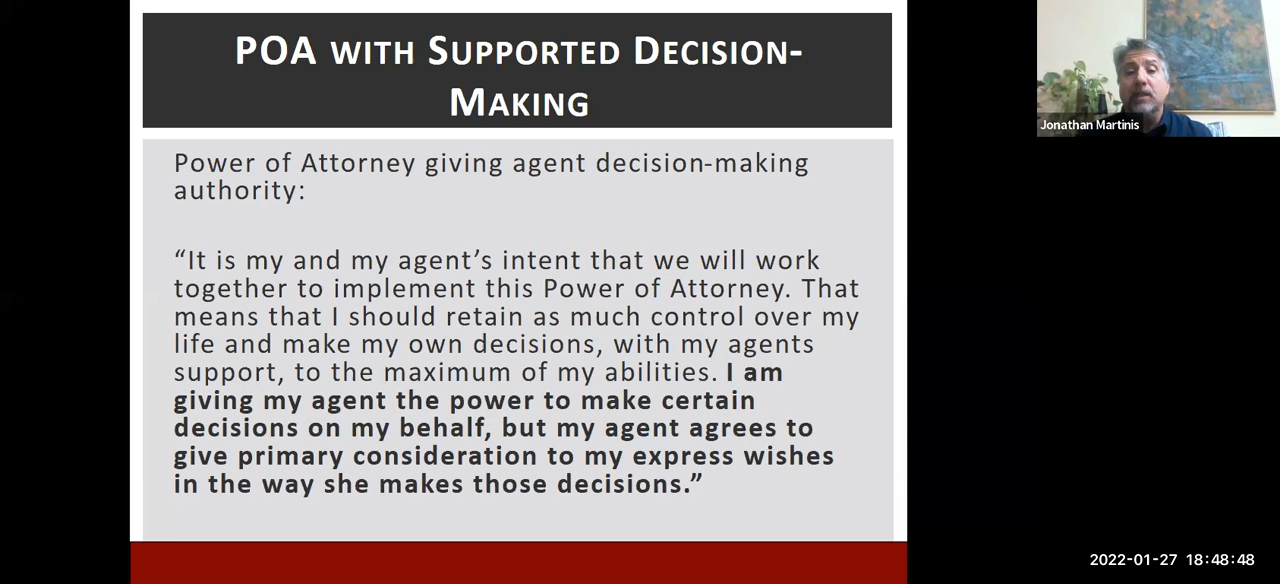 POA WITH SUPPORTED DECISION-
MAKING
Jonathan Martinis
Power of Attorney giving agent decision-making
authority:
“It is my and my agent’s intent that we will work
together to implement this Power of Attorney. That
means that I should retain as much control over my
life and make my own decisions, with my agents
support, to the maximum of my abilities. I am
giving my agent the power to make certain
decisions on my behalf, but my agent agrees to
give primary consideration to my express wishes
in the way she makes those decisions.”
2022-01-27 18:48:48